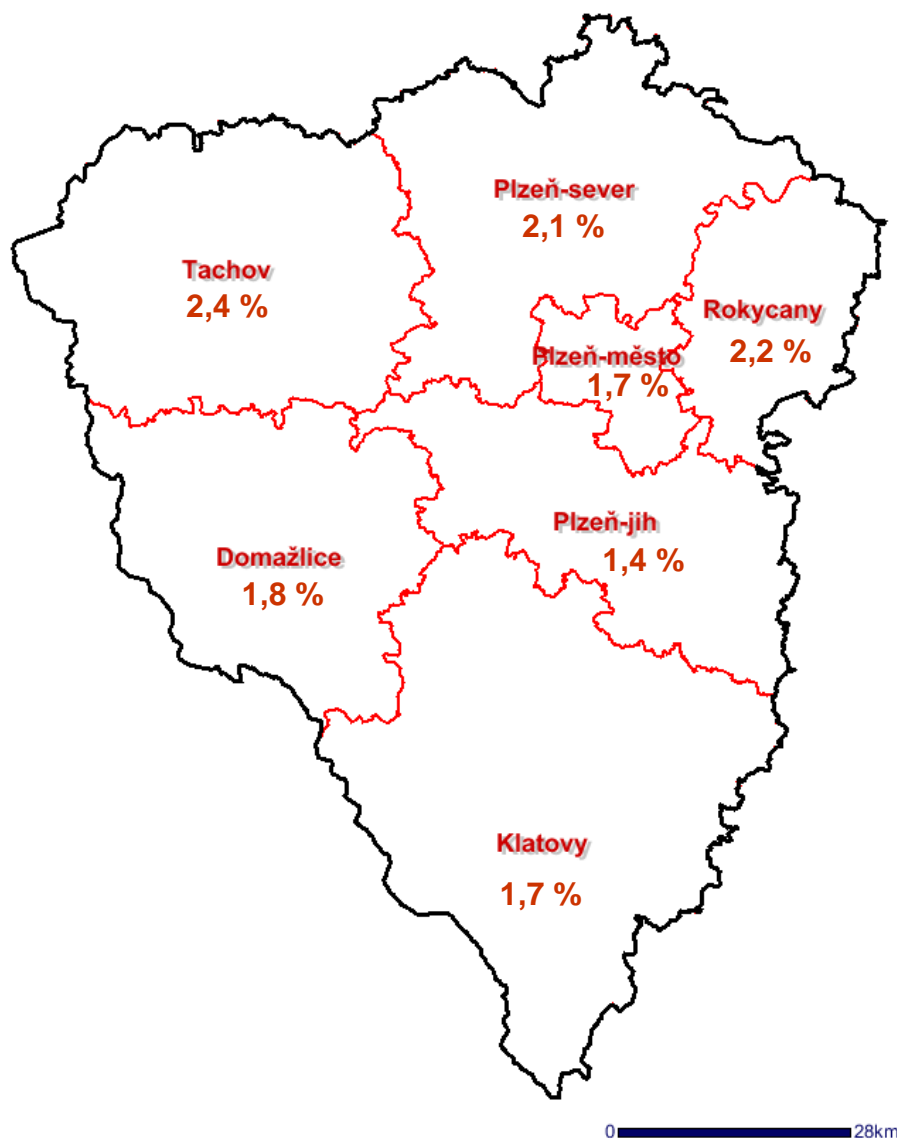 Plzeň-sever
2,1 %
Tachov
2,4 %
Rokycany
2,2 %
Plzeň-město
1,7 %
Plzeň-jih
1,4 %
Domažlice
1,8 %
Klatovy
1,7 %
0 28km